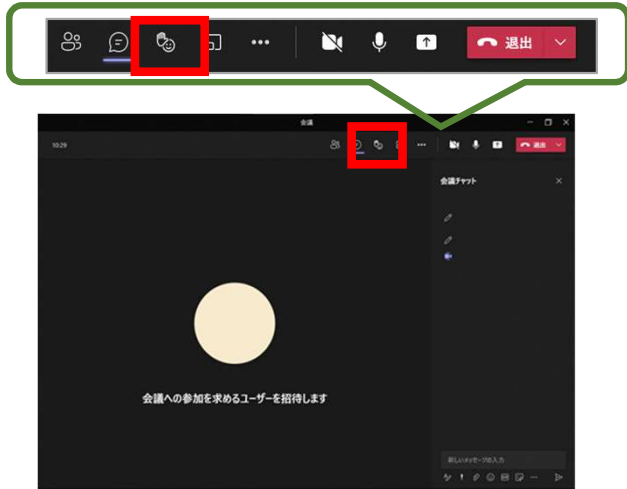 退出
会議
10:29
退出
会議チャット
会議への参加を求めるユーザーを招待します
新しいメッセージの入力